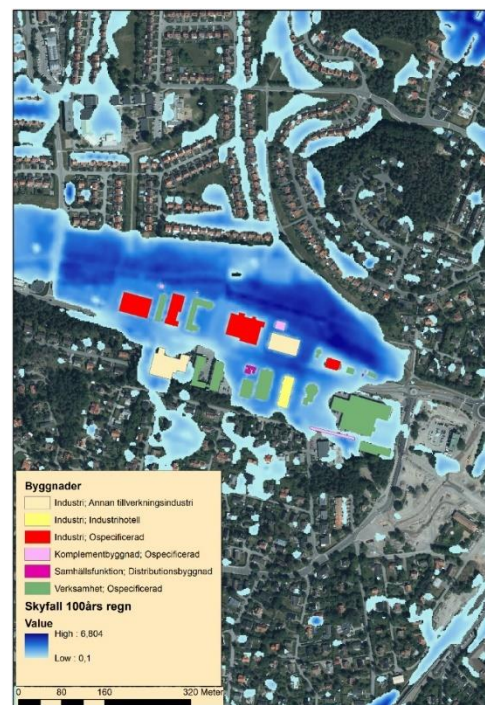 Byggnader
Industri; Annan tillverkningsindustri
Industri; Industrihotell
Industri; Ospecificerad
Komplementbyggnad; Ospecificerad
Samhällsfunktion; Distributionsbyggnad
Verksamhet; Ospecificerad
Skyfall 100års regn
Value
High : 6,804
Low : 0,1
0 80 160 320 Meter